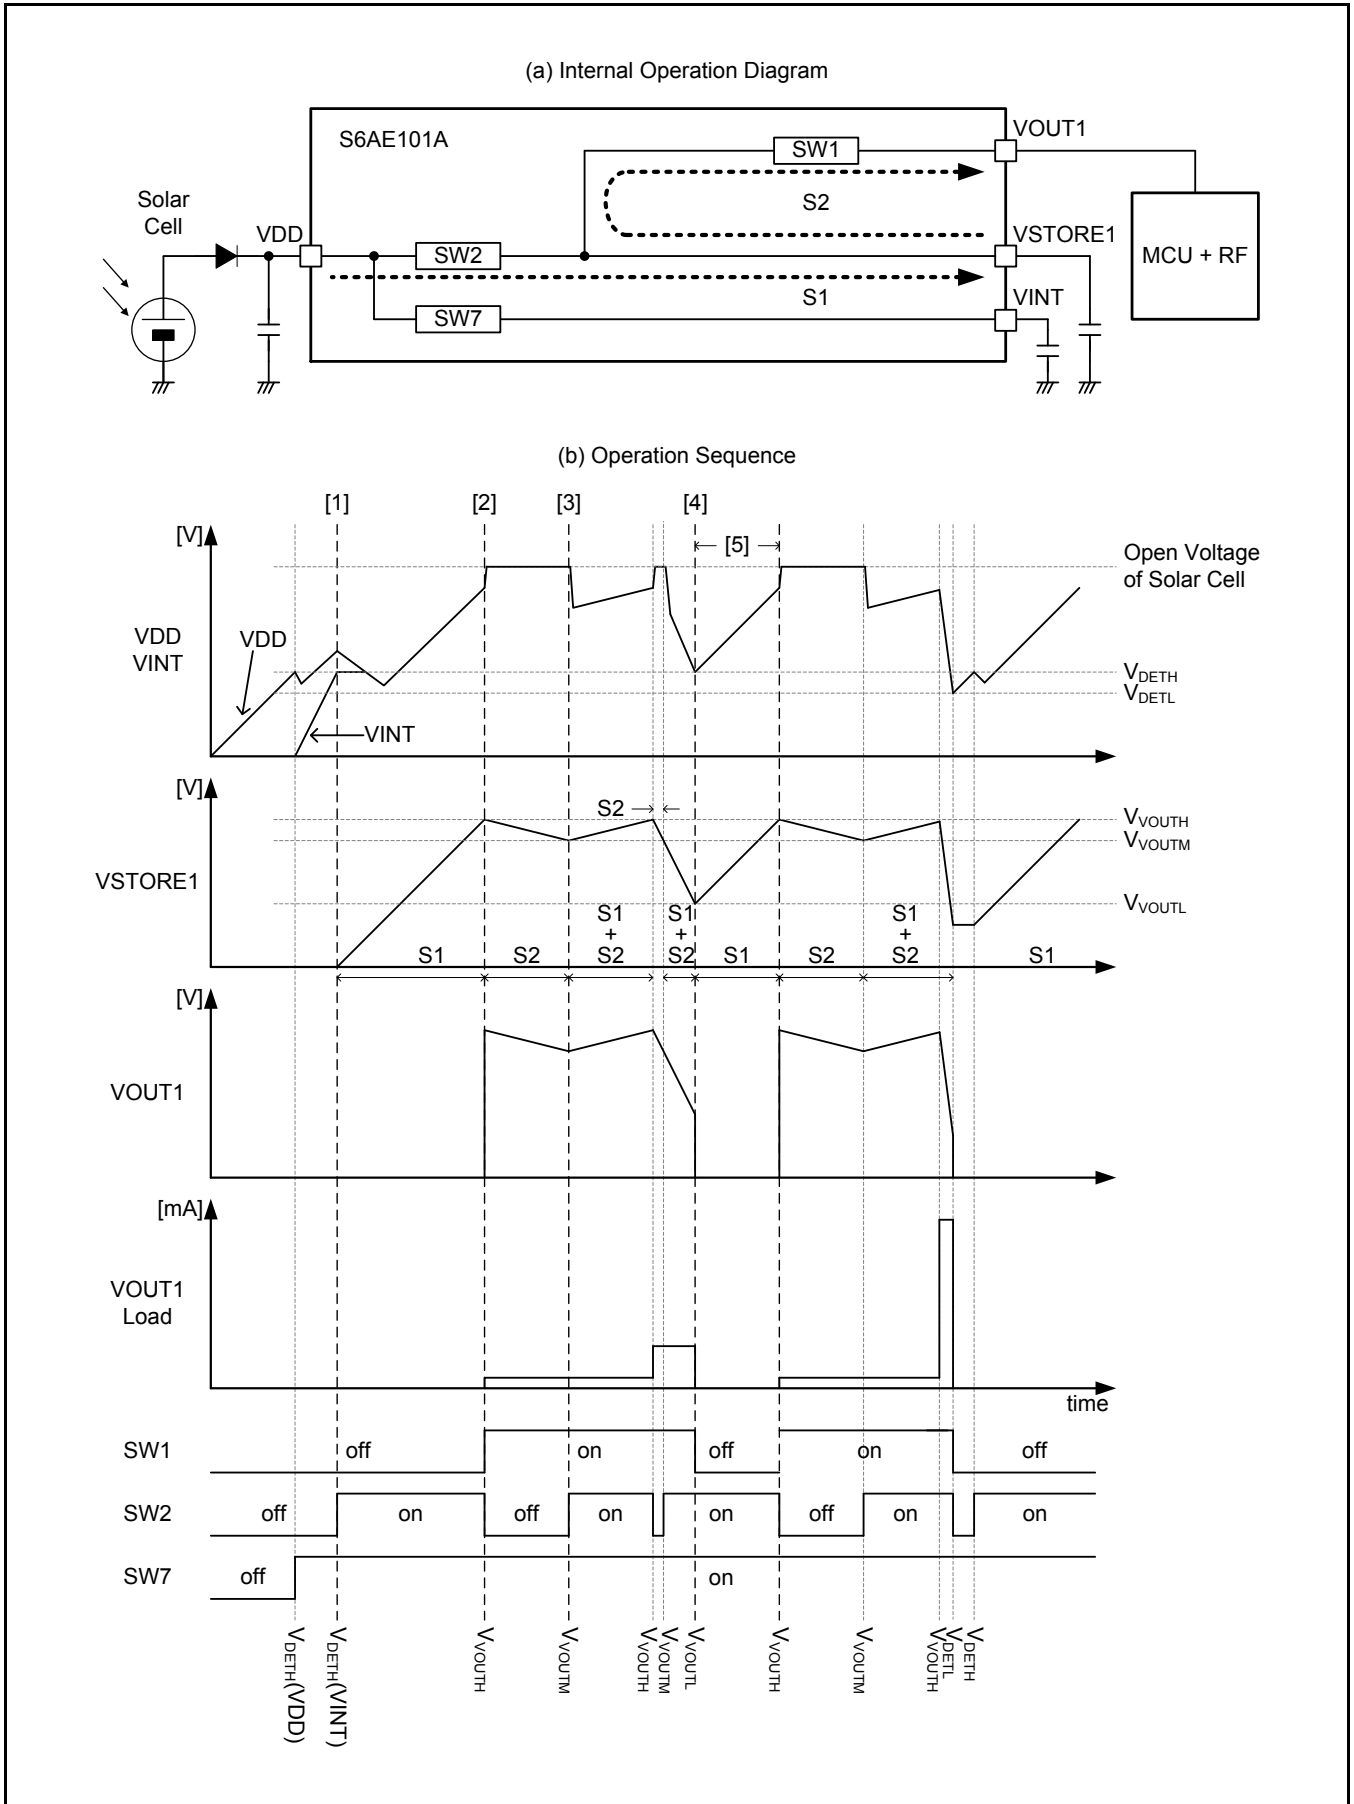 (a) Internal Operation Diagram
S6AE101A
VOUT1
SW1
Solar
Cell
S2
VDD
VSTORE1
SW2
MCU + RF
S1
VINT
SW7
(b) Operation Sequence
[1]
[2]
[3]
[4]
[V]
[5]
Open Voltage
of Solar Cell
VDD
VINT
VDD
VDETH
VDETL
VINT
[V]
S2
VVOUTH
VVOUTM
VSTORE1
VVOUTL
S1
+
S2
S1
+
S2
S1
+
S2
S1
S2
S1
S2
S1
[V]
VOUT1
[mA]
VOUT1
Load
time
SW1
off
on
off
on
off
SW2
off
on
off
on
on
off
on
on
SW7
off
on
VDETH(VDD)
VDETH(VINT)
VVOUTH
VVOUTM
VVOUTH
VVOUTM
VVOUTL
VVOUTH
VVOUTM
VVOUTH
VDETL
VDETH